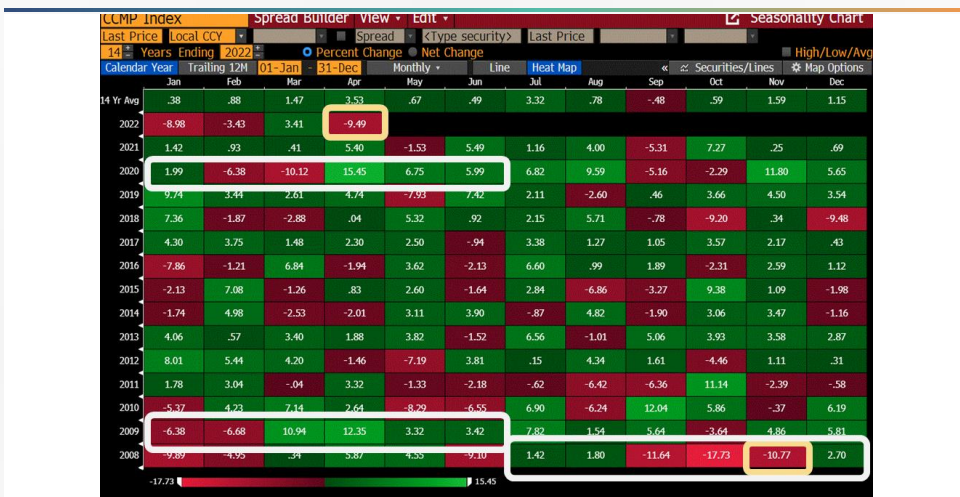 CCMP Index Spread Builder View Edit Seasonality Chart
Last Price Local CCY Spread <Type security> Last Price
14 Years Ending 2022 Percent Change Net Change High/Low/Avg
Calendar Year Trailing 12M 01-Jan - 31-Dec Monthly Line Heat Map « Securities/Lines Map Options
Jan Feb Mar Apr May Jun Jul Aug Sep Oct Nov Dec
14 Yr Avg .38 .88 1.47 3.53 .67 .49 3.32 .78 -.48 .59 1.59 1.15
2022 -8.98 -3.43 3.41 -9.49
2021 1.42 .93 .41 5.40 -1.53 5.49 1.16 4.00 -5.31 7.27 .25 .69
2020 1.99 -6.38 -10.12 15.45 6.75 5.99 6.82 9.59 -5.16 -2.29 11.80 5.65
2019 9.74 3.44 2.61 4.74 -7.93 7.42 2.11 -2.60 .46 3.66 4.50 3.54
2018 7.36 -1.87 -2.88 .04 5.32 .92 2.15 5.71 -.78 -9.20 .34 -9.48
2017 4.30 3.75 1.48 2.30 2.50 -.94 3.38 1.27 1.05 3.57 2.17 .43
2016 -7.86 -1.21 6.84 -1.94 3.62 -2.13 6.60 .99 1.89 -2.31 2.59 1.12
2015 -2.13 7.08 -1.26 .83 2.60 -1.64 2.84 -6.86 -3.27 9.38 1.09 -1.98
2014 -1.74 4.98 -2.53 -2.01 3.11 3.90 -.87 4.82 -1.90 3.06 3.47 -1.16
2013 4.06 .57 3.40 1.88 3.82 -1.52 6.56 -1.01 5.06 3.93 3.58 2.87
2012 8.01 5.44 4.20 -1.46 -7.19 3.81 .15 4.34 1.61 -4.46 1.11 .31
2011 1.78 3.04 -.04 3.32 -1.33 -2.18 -.62 -6.42 -6.36 11.14 -2.39 -.58
2010 -5.37 4.23 7.14 2.64 -8.29 -6.55 6.90 -6.24 12.04 5.86 -.37 6.19
2009 -6.38 -6.68 10.94 12.35 3.32 3.42 7.82 1.54 5.64 -3.64 4.86 5.81
2008 -9.89 -4.95 .34 5.87 4.55 -9.10 1.42 1.80 -11.64 -17.73 -10.77 2.70
-17.73 15.45